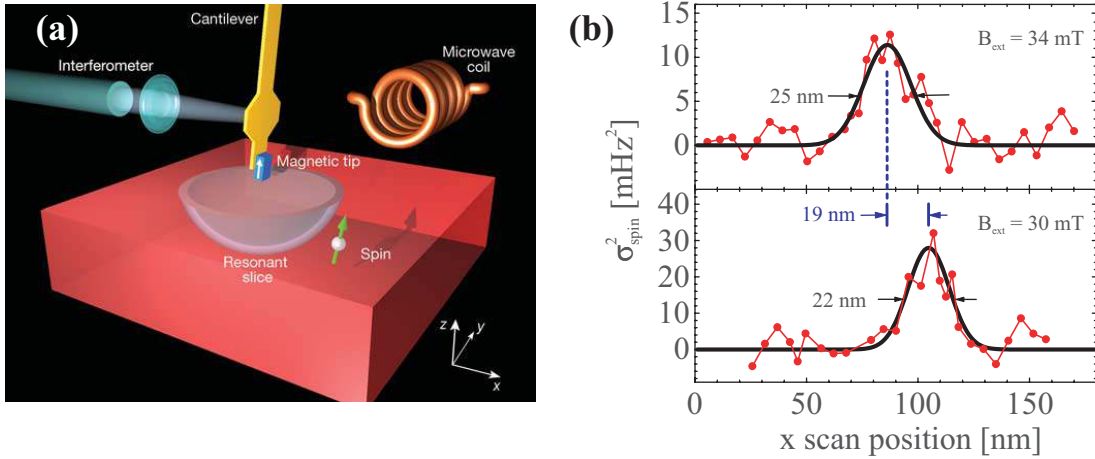 (a)
Cantilever
Interferometer
Microwave
coil
Magnetic tip
Resonant
slice
Spin
z
y
x
(b)
15
10
5
0
B_ext = 34 mT
25 nm
19 nm
σ²_spin [mHz²]
40
30
20
10
0
B_ext = 30 mT
22 nm
0 50 100 150
x scan position [nm]